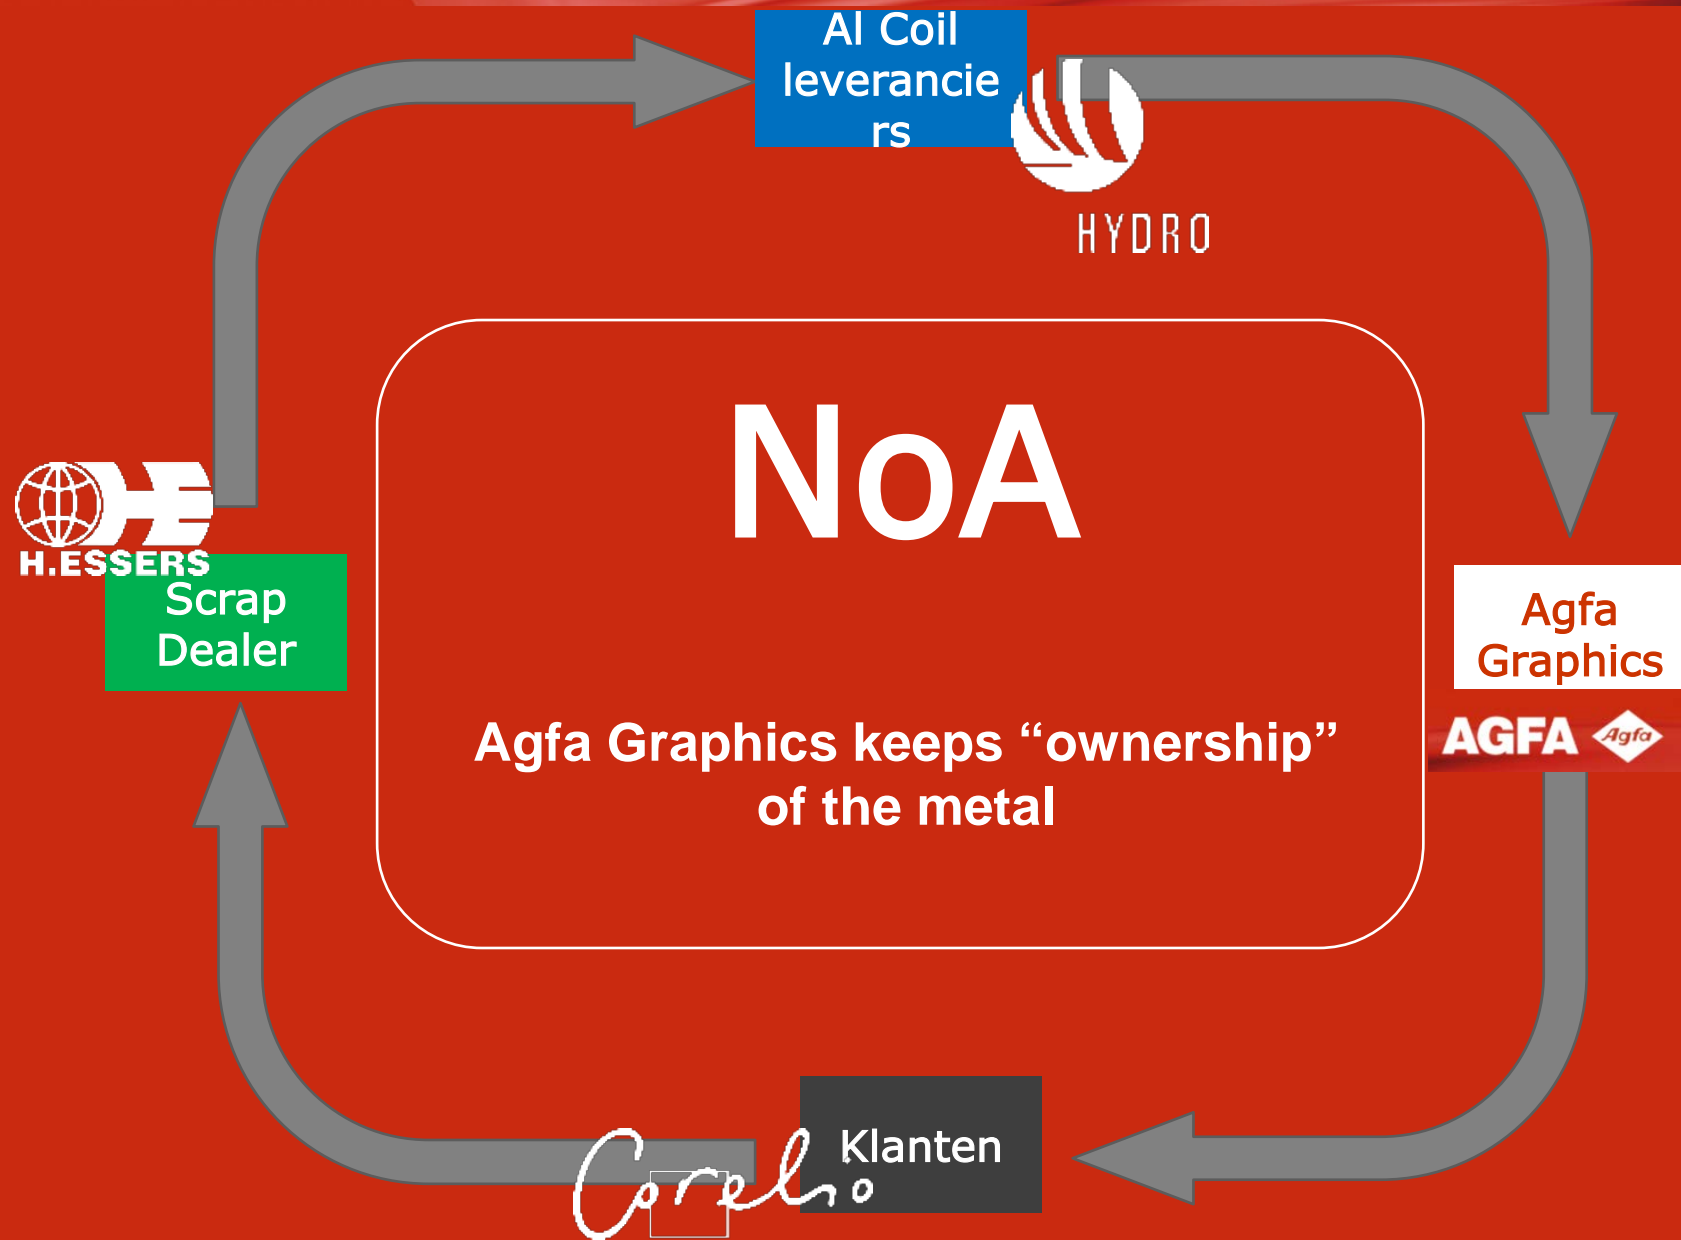 Al Coil
leverancie
rs
HYDRO
NoA
H.ESSERS
Scrap
Dealer
Agfa
Graphics
AGFA Agfa
Agfa Graphics keeps “ownership”
of the metal
Klanten
Corelio